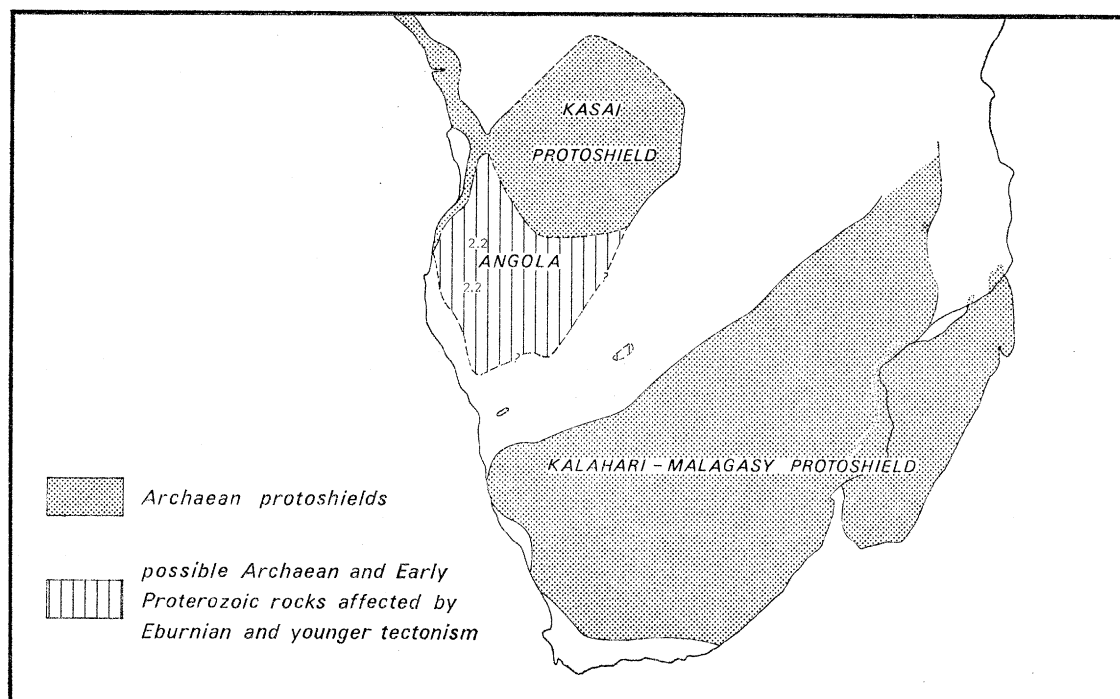 KASAI
PROTOSHIELD
2.2
ANGOLA
2.2
KALAHARI – MALAGASY PROTOSHIELD
Archaean protoshields
possible Archaean and Early
Proterozoic rocks affected by
Eburnian and younger tectonism